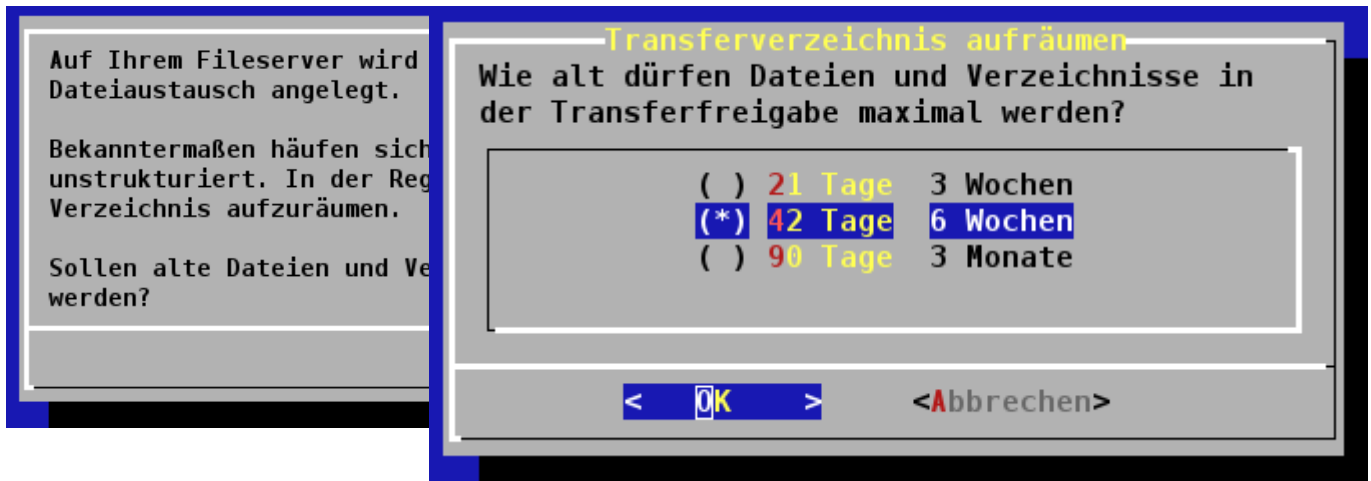 Auf Ihrem Fileserver wird
Dateiaustausch angelegt.
Bekanntermaßen häufen sich
unstrukturiert. In der Reg
Verzeichnis aufzuräumen.
Sollen alte Dateien und Ve
werden?
Transferverzeichnis aufräumen
Wie alt dürfen Dateien und Verzeichnisse in
der Transferfreigabe maximal werden?
( ) 21 Tage 3 Wochen
(*) 42 Tage 6 Wochen
( ) 90 Tage 3 Monate
< OK > <Abbrechen>